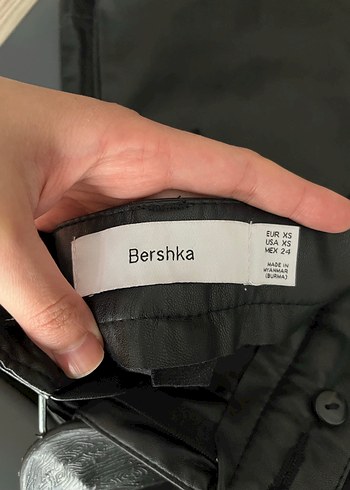 Bershka
EUR XS
USA XS
MEX 24
MADE IN
MYANMAR
(BURMA)